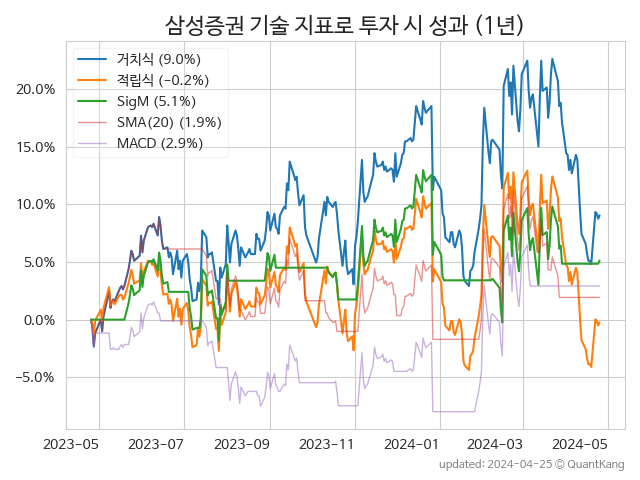 삼성증권 기술 지표로 투자 시 성과 (1년)
거치식 (9.0%)
적립식 (−0.2%)
SigM (5.1%)
SMA(20) (1.9%)
MACD (2.9%)
20.0%
15.0%
10.0%
5.0%
0.0%
−5.0%
2023-05 2023-07 2023-09 2023-11 2024-01 2024-03 2024-05
updated: 2024-04-25 © QuantKang